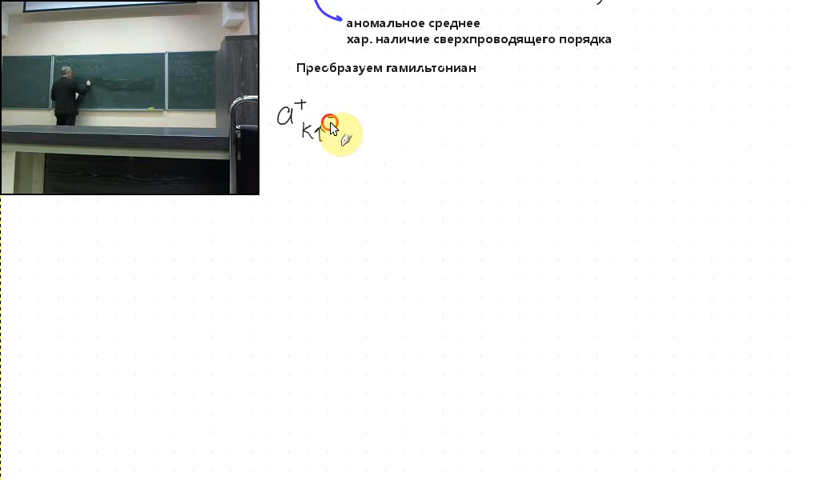 аномальное среднее
хар. наличие сверхпроводящего порядка
Преобразуем гамильтониан
a⁺ₖ↑